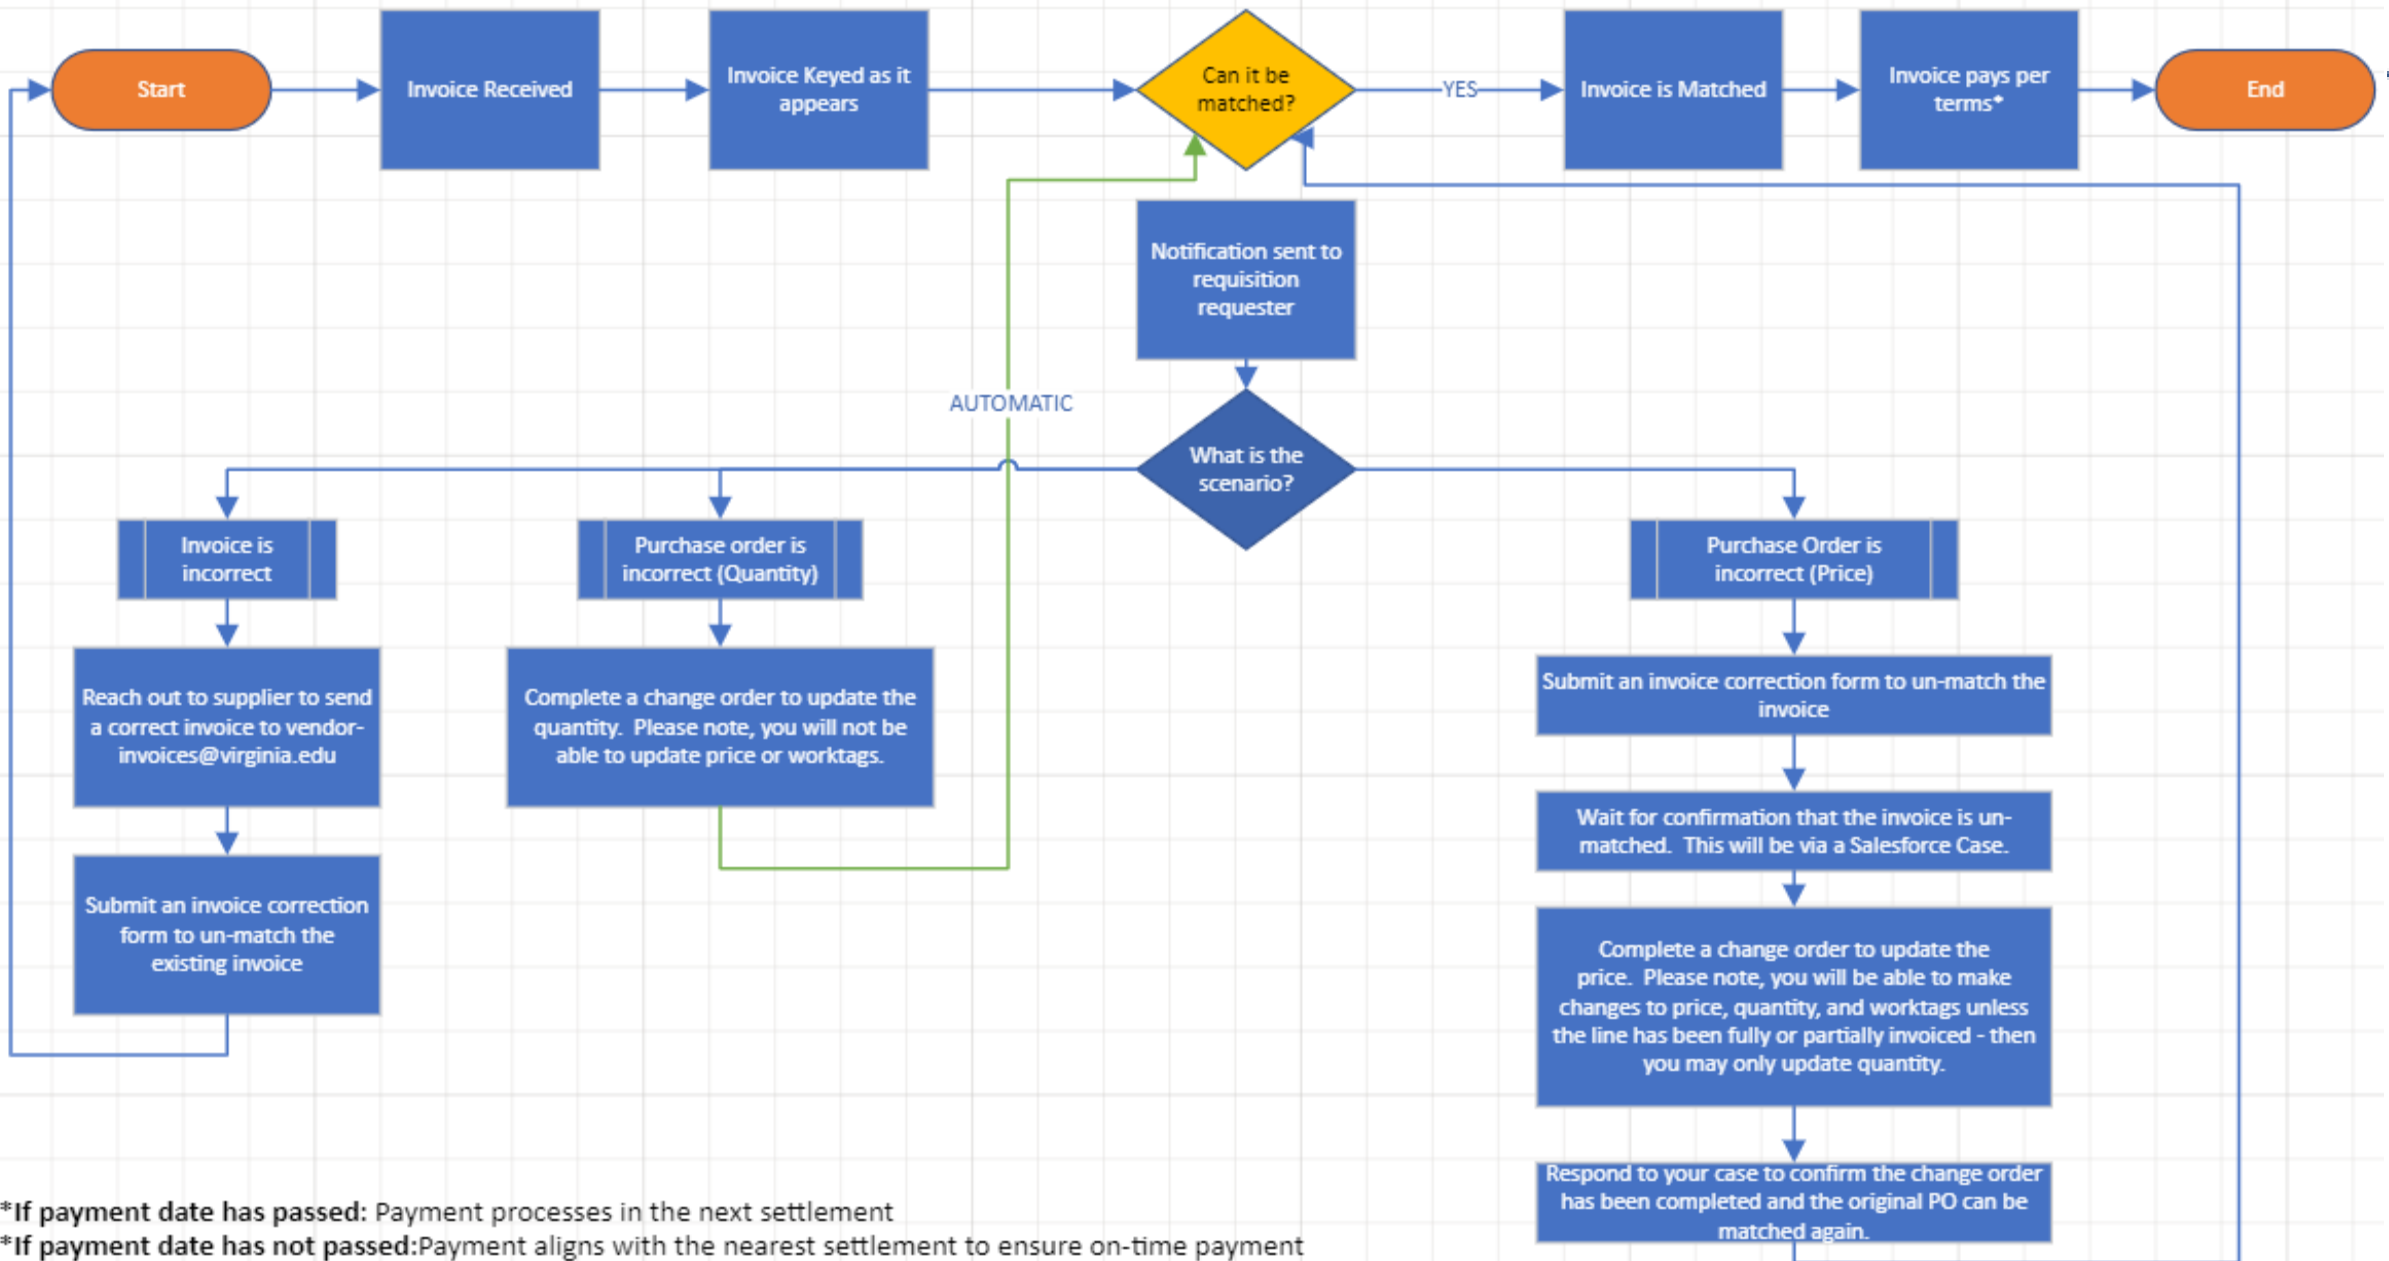 Start
Invoice Received
Invoice Keyed as it
appears
Can it be
matched?
YES
Invoice is Matched
Invoice pays per
terms*
End
Notification sent to
requisition
requester
AUTOMATIC
What is the
scenario?
Invoice is
incorrect
Reach out to supplier to send
a correct invoice to vendor-
invoices@virginia.edu
Submit an invoice correction
form to un-match the
existing invoice
Purchase order is
incorrect (Quantity)
Complete a change order to update the
quantity.  Please note, you will not be
able to update price or worktags.
Purchase Order is
incorrect (Price)
Submit an invoice correction form to un-match the
invoice
Wait for confirmation that the invoice is un-
matched.  This will be via a Salesforce Case.
Complete a change order to update the
price.  Please note, you will be able to make
changes to price, quantity, and worktags unless
the line has been fully or partially invoiced - then
you may only update quantity.
Respond to your case to confirm the change order
has been completed and the original PO can be
matched again.
*If payment date has passed: Payment processes in the next settlement
*If payment date has not passed:Payment aligns with the nearest settlement to ensure on-time payment